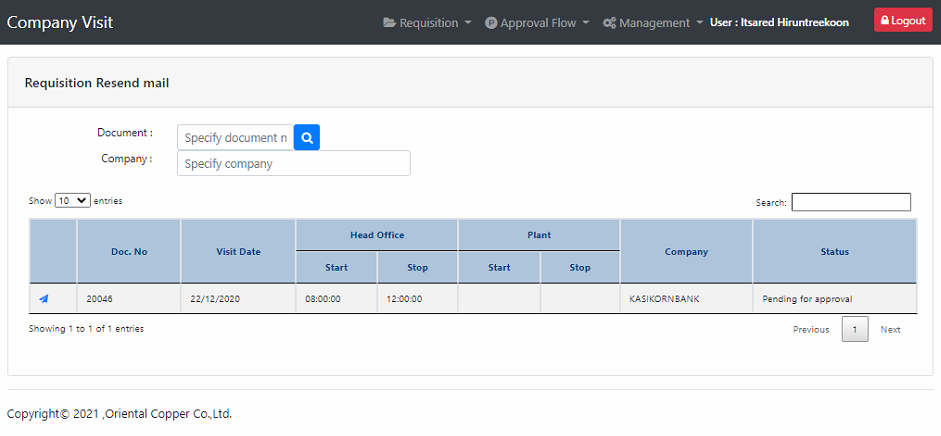 Company Visit Requisition Approval Flow Management User : Itsared Hiruntreekoon Logout
Requisition Resend mail
Document : Specify document n
Company : Specify company
Show 10 entries Search:
Head Office Plant
Doc. No Visit Date Company Status
Start Stop Start Stop
20046 22/12/2020 08:00:00 12:00:00 KASIKORNBANK Pending for approval
Showing 1 to 1 of 1 entries Previous 1 Next
Copyright© 2021 ,Oriental Copper Co.,Ltd.